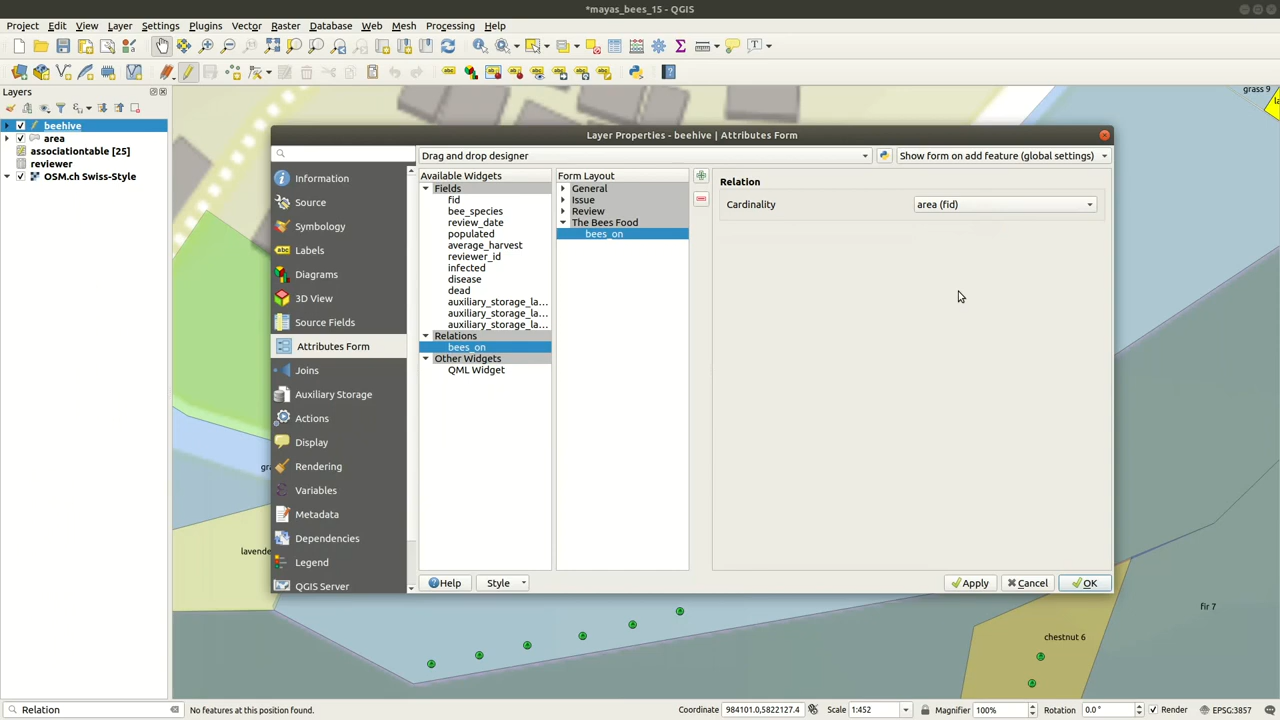 *mayas_bees_15 - QGIS
Project Edit View Layer Settings Plugins Vector Raster Database Web Mesh Processing Help
Layers
beehive
area
associationtable [25]
reviewer
OSM.ch Swiss-Style
grass 9
Layer Properties - beehive | Attributes Form
Information
Source
Symbology
Labels
Diagrams
3D View
Source Fields
Attributes Form
Joins
Auxiliary Storage
Actions
Display
Rendering
Variables
Metadata
Dependencies
Legend
QGIS Server
Drag and drop designer
Show form on add feature (global settings)
Available Widgets
Fields
fid
bee_species
review_date
populated
average_harvest
reviewer_id
infected
disease
dead
auxiliary_storage_la...
auxiliary_storage_la...
auxiliary_storage_la...
Relations
bees_on
Other Widgets
QML Widget
Form Layout
General
Issue
Review
The Bees Food
bees_on
Relation
Cardinality area (fid)
Help Style Apply Cancel OK
gra
lavende
fir 7
chestnut 6
Relation No features at this position found. Coordinate 984101.0,5822127.4 Scale 1:452 Magnifier 100% Rotation 0.0 ° Render EPSG:3857